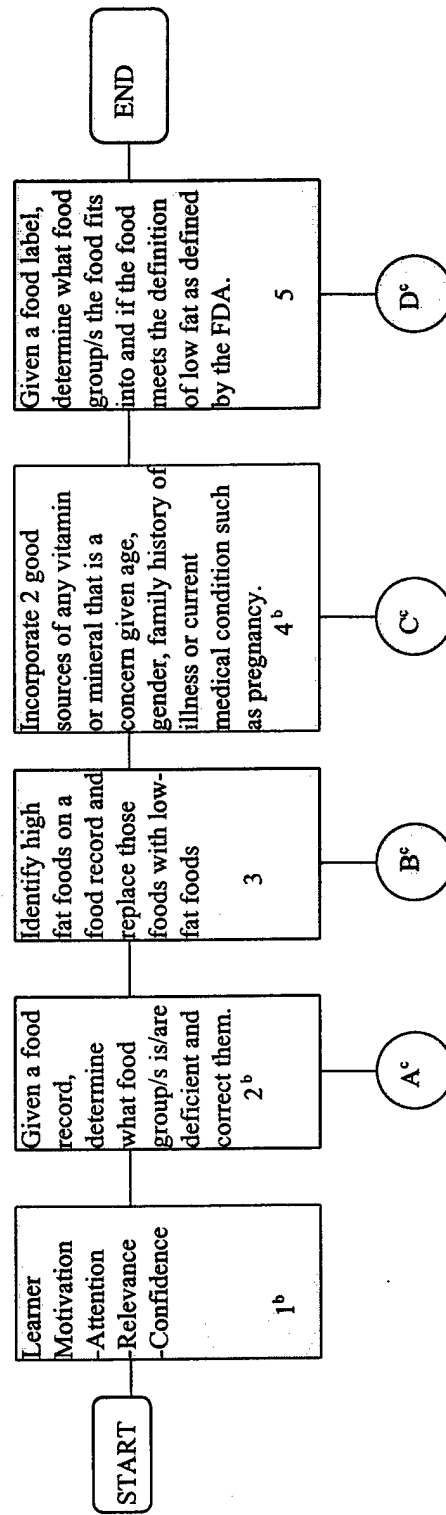 START
Learner
Motivation
-Attention
-Relevance
-Confidence
1ᵇ
Given a food
record,
determine
what food
group/s is/are
deficient and
correct them.
2ᵇ
Aᶜ
Identify high
fat foods on a
food record and
replace those
foods with low-
fat foods
3
Bᶜ
Incorporate 2 good
sources of any vitamin
or mineral that is a
concern given age,
gender, family history of
illness or current
medical condition such
as pregnancy.
4ᵇ
Cᶜ
Given a food label,
determine what food
group/s the food fits
into and if the food
meets the definition
of low fat as defined
by the FDA.
5
Dᶜ
END